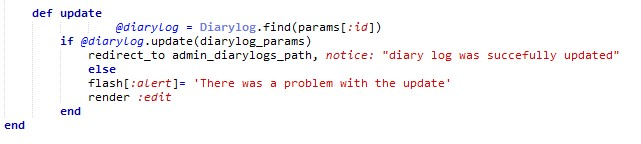 def update
@diarylog = Diarylog.find(params[:id])
if @diarylog.update(diarylog_params)
redirect_to admin_diarylogs_path, notice: "diary log was succefully updated"
else
flash[:alert]= 'There was a problem with the update'
render :edit
end
end